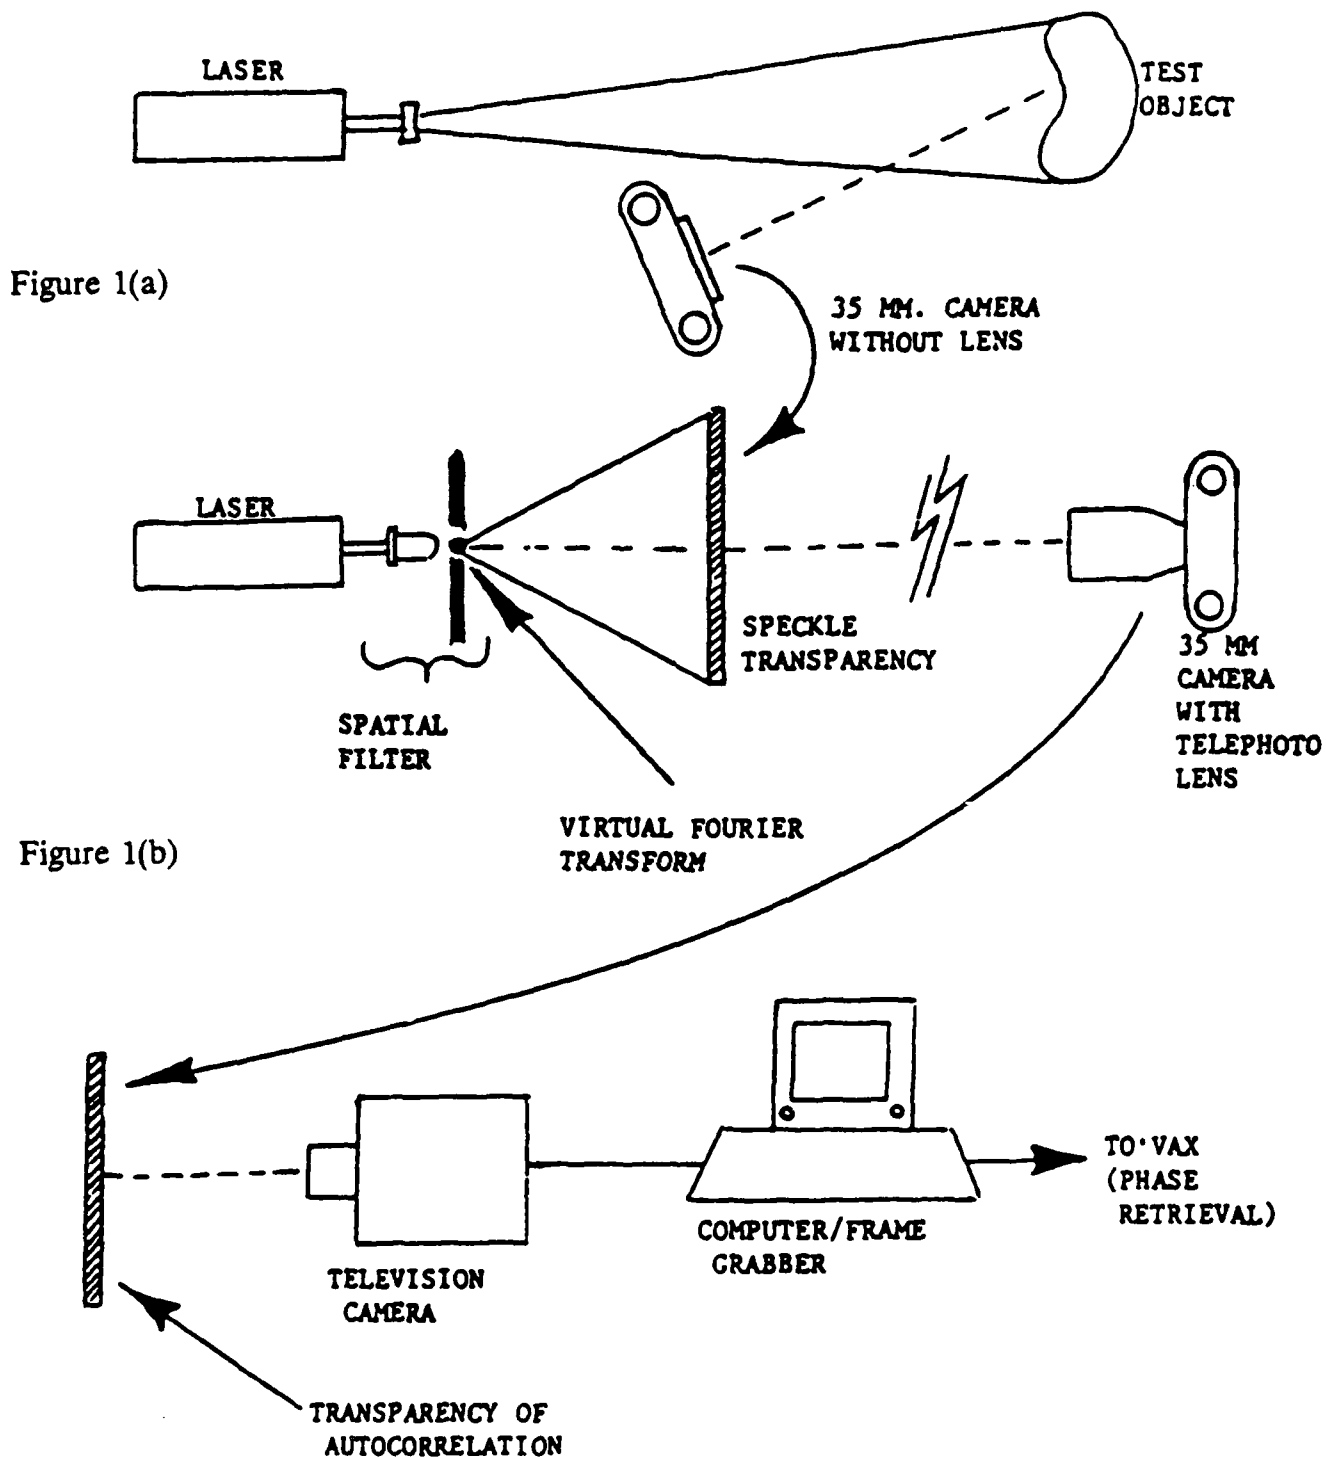 LASER
TEST
OBJECT
Figure 1(a)
35 MM. CAMERA
WITHOUT LENS
LASER
SPECKLE
TRANSPARENCY
35 MM
CAMERA
WITH
TELEPHOTO
LENS
SPATIAL
FILTER
VIRTUAL FOURIER
TRANSFORM
Figure 1(b)
TO VAX
(PHASE
RETRIEVAL)
COMPUTER/FRAME
GRABBER
TELEVISION
CAMERA
TRANSPARENCY OF
AUTOCORRELATION